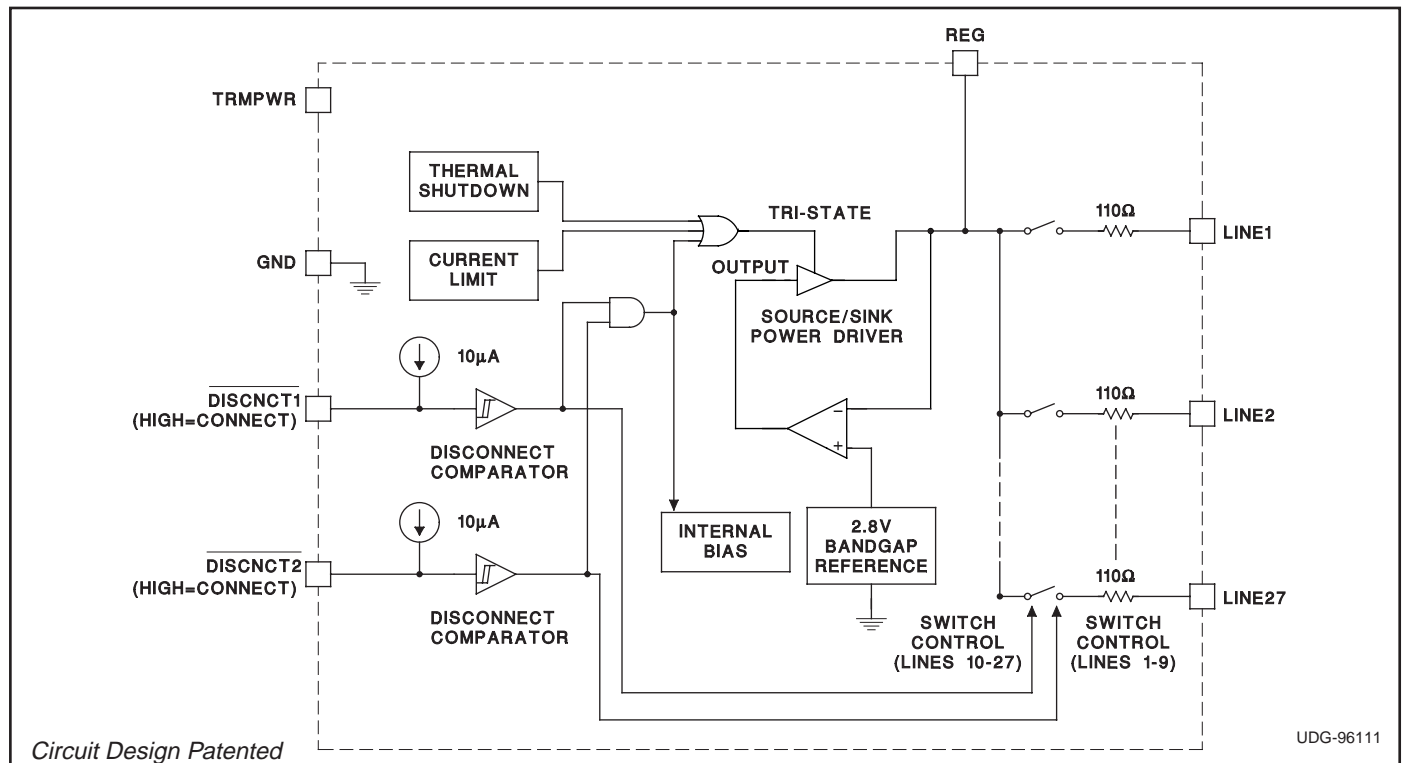 REG
TRMPWR
THERMAL
SHUTDOWN
TRI-STATE
110Ω
LINE1
GND
CURRENT
LIMIT
OUTPUT
SOURCE/SINK
POWER DRIVER
10µA
DISCNCT1
(HIGH=CONNECT)
DISCONNECT
COMPARATOR
–
+
110Ω
LINE2
10µA
INTERNAL
BIAS
2.8V
BANDGAP
REFERENCE
DISCNCT2
(HIGH=CONNECT)
DISCONNECT
COMPARATOR
110Ω
LINE27
SWITCH
CONTROL
(LINES 10-27)
SWITCH
CONTROL
(LINES 1-9)
Circuit Design Patented
UDG-96111